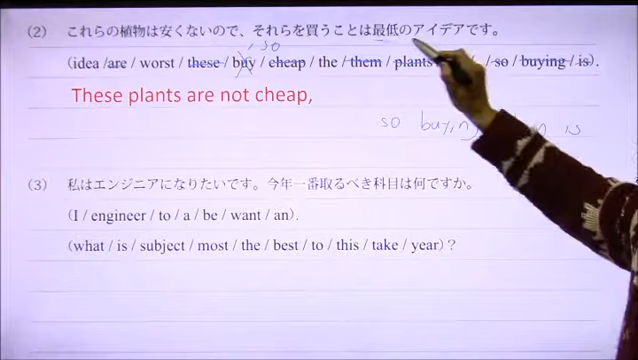 (2) これらの植物は安くないので、それらを買うことは最低のアイデアです。
, so
(idea /are / worst / these / buy / cheap / the / them / plants / so / buying / is).
These plants are not cheap,
so buying is
(3) 私はエンジニアになりたいです。今年一番取るべき科目は何ですか。
(I / engineer / to / a / be / want / an).
(what / is / subject / most / the / best / to / this / take / year) ?